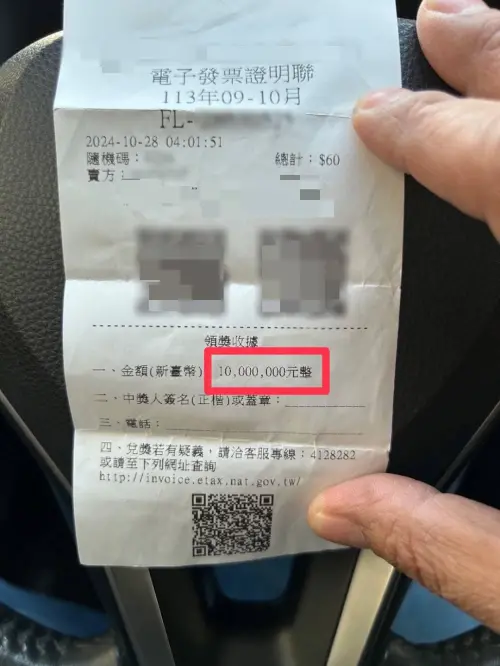 電子發票證明聯
113年09-10月
FL-
2024-10-28 04:01:51
隨機碼: 總計:$60
賣方:
領獎收據
一、金額(新臺幣) 10,000,000元整
二、中獎人簽名(正楷)或蓋章:
三、電話:
四、兌獎若有疑義,請洽客服專線:4128282
或請至下列網址查詢
http://invoice.etax.nat.gov.tw/